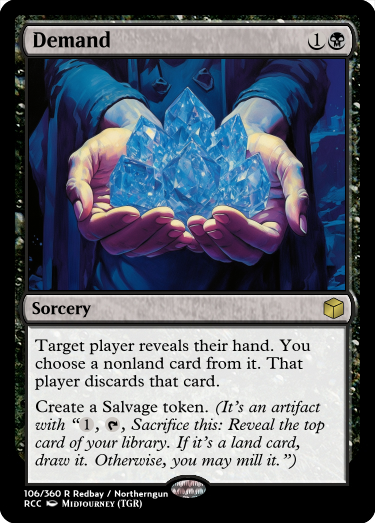 Demand 1
Sorcery
Target player reveals their hand. You
choose a nonland card from it. That
player discards that card.
Create a Salvage token. (It's an artifact
with “1, , Sacrifice this: Reveal the top
card of your library. If it's a land card,
draw it. Otherwise, you may mill it.”)
106/360 R Redbay / Northerngun
RCC Midjourney (TGR)